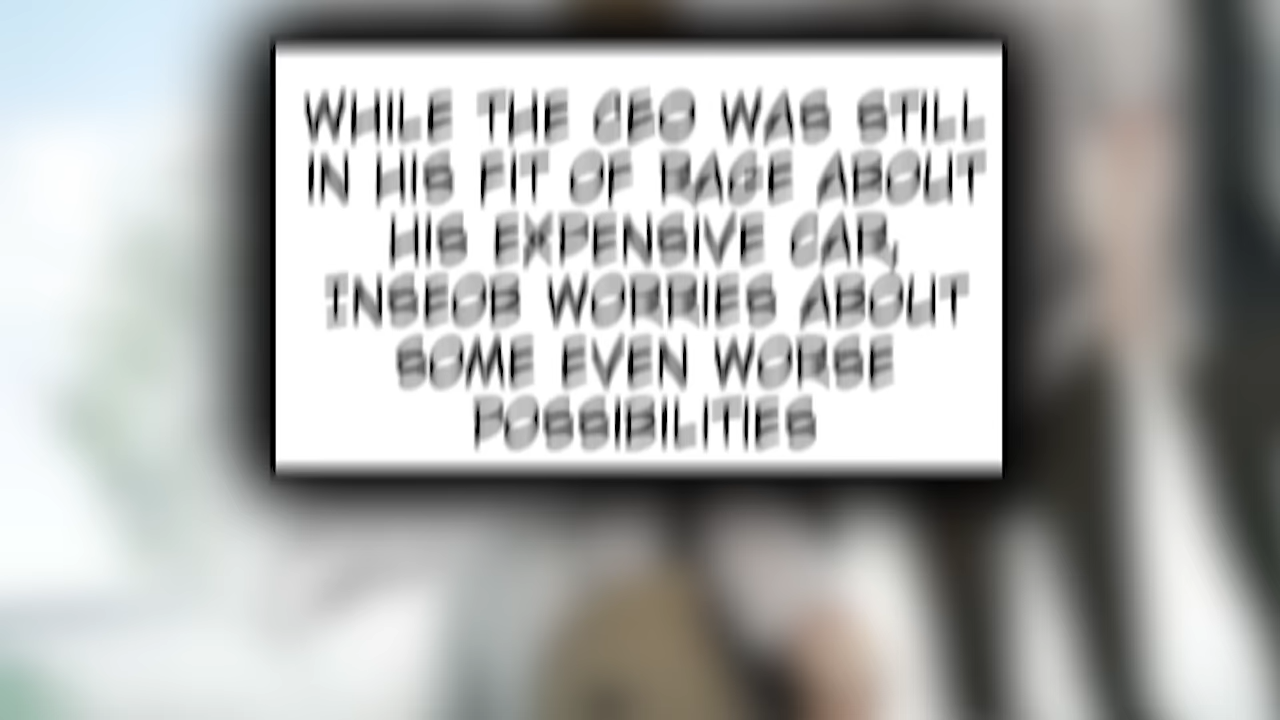 WHILE THE CEO WAS STILL
IN HIS FIT OF RAGE ABOUT
HIS EXPENSIVE CAR,
INSEOB WORRIES ABOUT
SOME EVEN WORSE
POSSIBILITIES